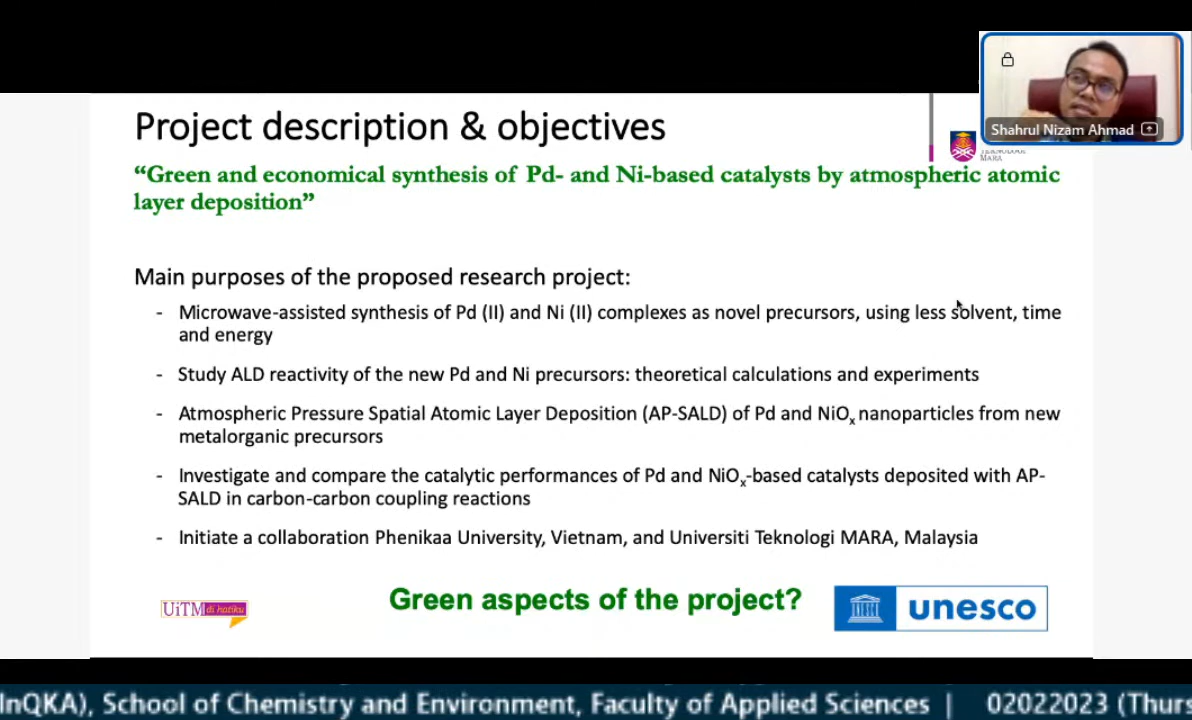 Shahrul Nizam Ahmad
Project description & objectives
MARA
“Green and economical synthesis of Pd- and Ni-based catalysts by atmospheric atomic
layer deposition”
Main purposes of the proposed research project:
- Microwave-assisted synthesis of Pd (II) and Ni (II) complexes as novel precursors, using less solvent, time
and energy
- Study ALD reactivity of the new Pd and Ni precursors: theoretical calculations and experiments
- Atmospheric Pressure Spatial Atomic Layer Deposition (AP-SALD) of Pd and NiOx nanoparticles from new
metalorganic precursors
- Investigate and compare the catalytic performances of Pd and NiOx-based catalysts deposited with AP-
SALD in carbon-carbon coupling reactions
- Initiate a collaboration Phenikaa University, Vietnam, and Universiti Teknologi MARA, Malaysia
UiTM di hatiku
Green aspects of the project?
unesco
InQKA), School of Chemistry and Environment, Faculty of Applied Sciences | 02022023 (Thurs